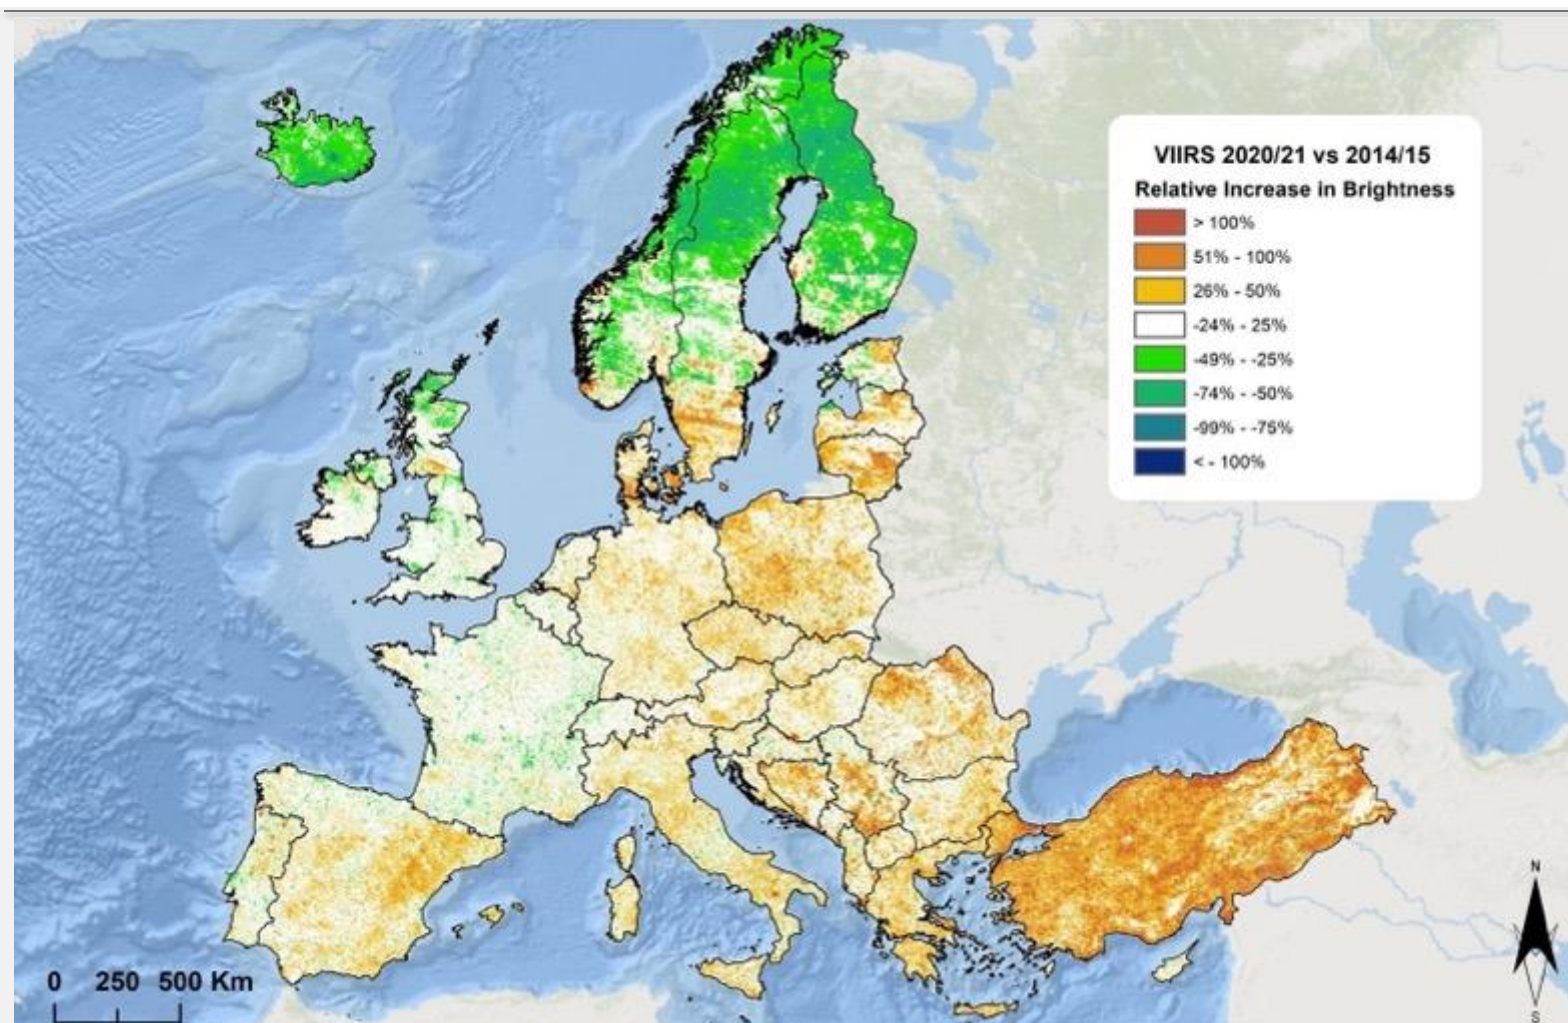 VIIRS 2020/21 vs 2014/15
Relative Increase in Brightness
> 100%
51% - 100%
26% - 50%
-24% - 25%
-49% - -25%
-74% - -50%
-99% - -75%
< - 100%
N
S
0 250 500 Km